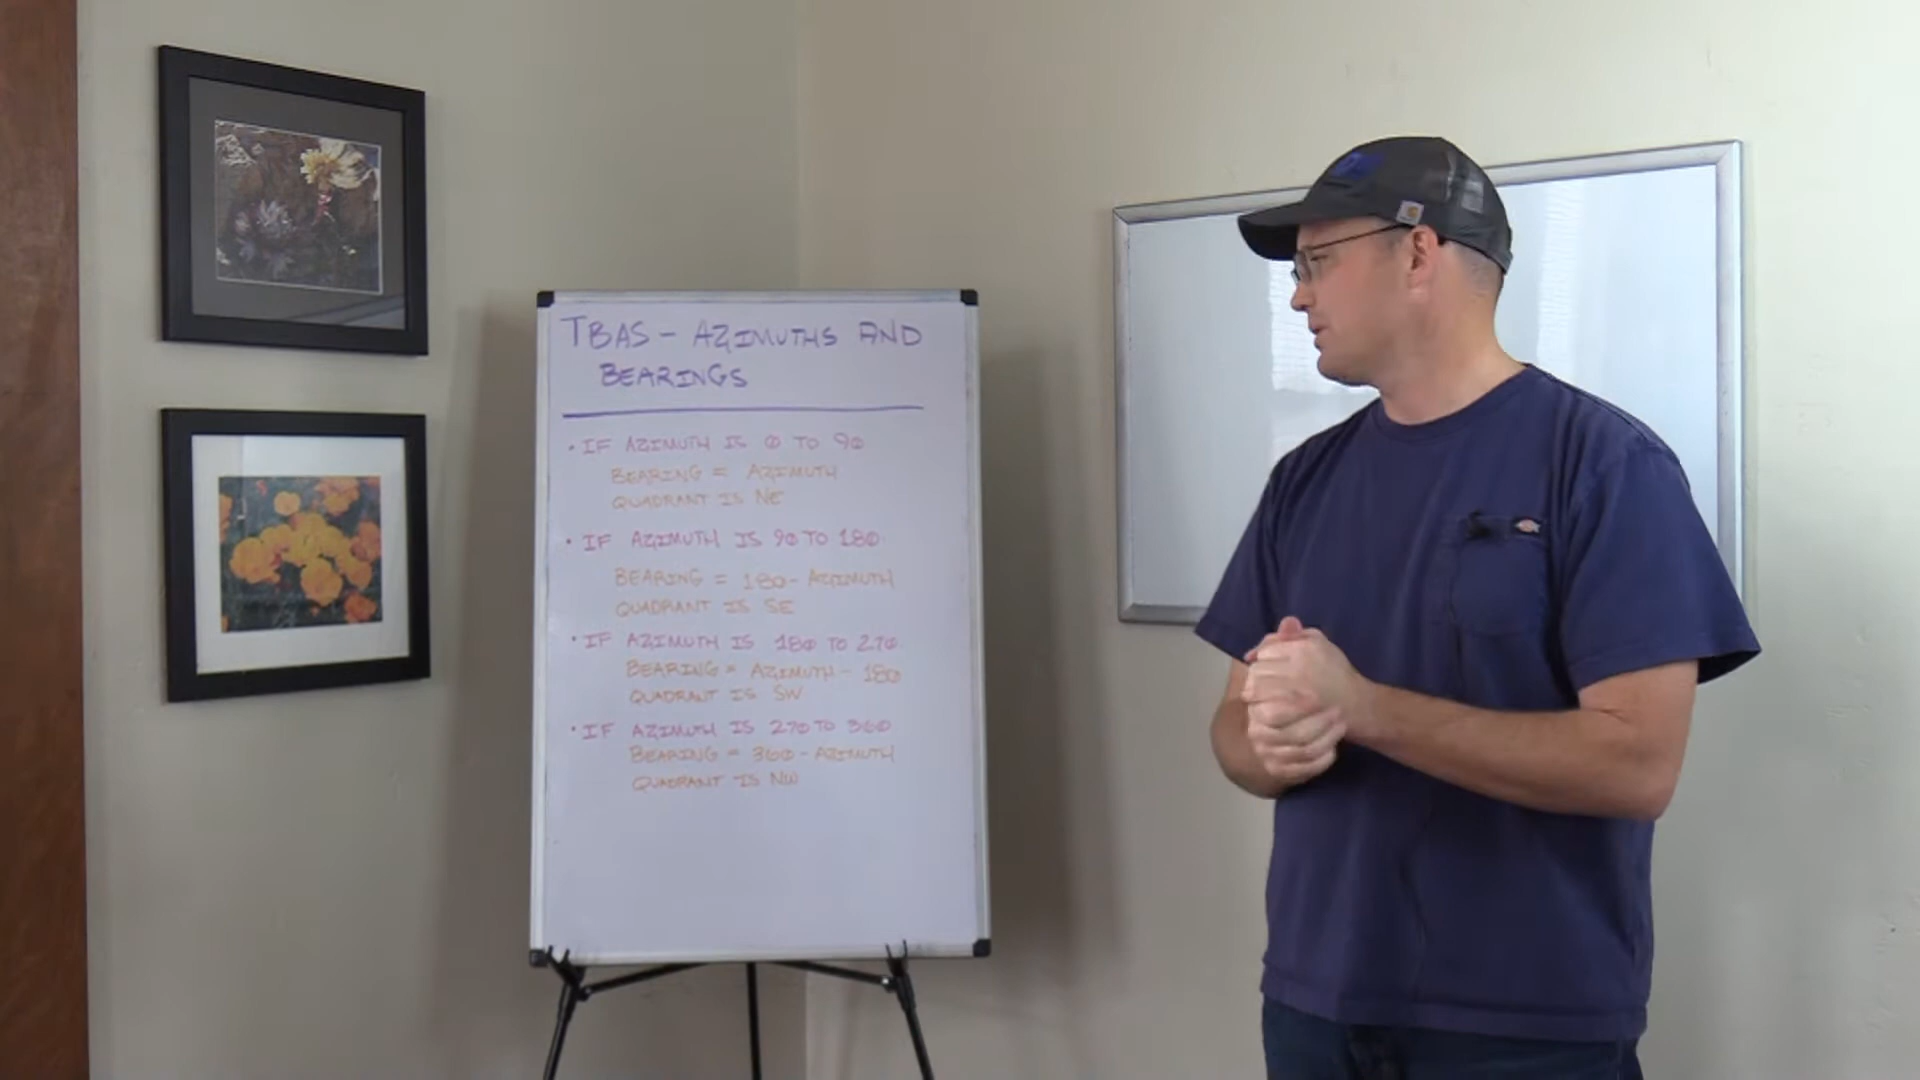 TBAS - AZIMUTHS AND
BEARINGS
• IF AZIMUTH IS 0 TO 90
BEARING = AZIMUTH
QUADRANT IS NE
• IF AZIMUTH IS 90 TO 180
BEARING = 180 - AZIMUTH
QUADRANT IS SE
• IF AZIMUTH IS 180 TO 270
BEARING = AZIMUTH - 180
QUADRANT IS SW
• IF AZIMUTH IS 270 TO 360
BEARING = 360 - AZIMUTH
QUADRANT IS NW